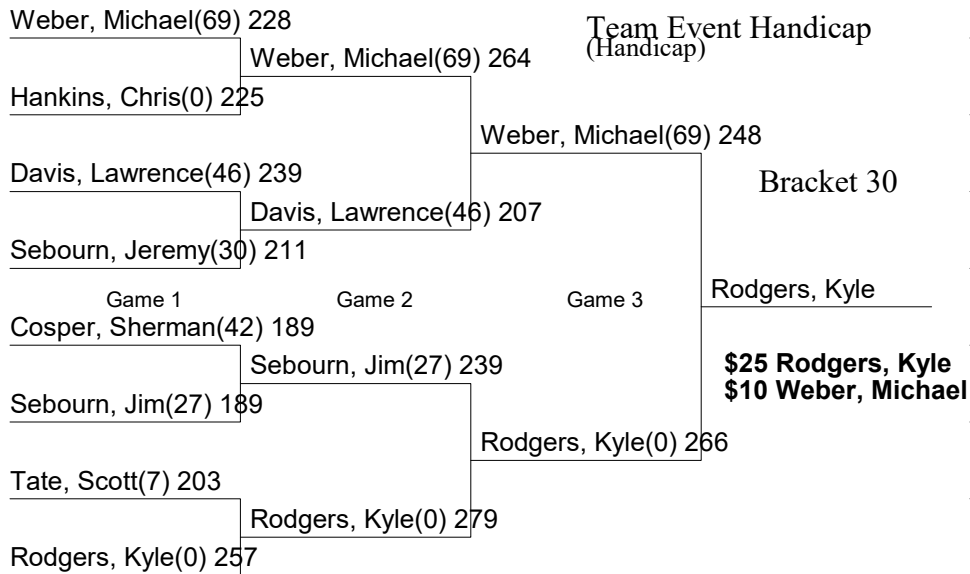 Weber, Michael(69) 228
Team Event Handicap
(Handicap)
Weber, Michael(69) 264
Hankins, Chris(0) 225
Weber, Michael(69) 248
Davis, Lawrence(46) 239
Bracket 30
Davis, Lawrence(46) 207
Sebourn, Jeremy(30) 211
Game 1
Game 2
Game 3
Rodgers, Kyle
Cosper, Sherman(42) 189
Sebourn, Jim(27) 239
$25 Rodgers, Kyle
$10 Weber, Michael
Sebourn, Jim(27) 189
Rodgers, Kyle(0) 266
Tate, Scott(7) 203
Rodgers, Kyle(0) 279
Rodgers, Kyle(0) 257